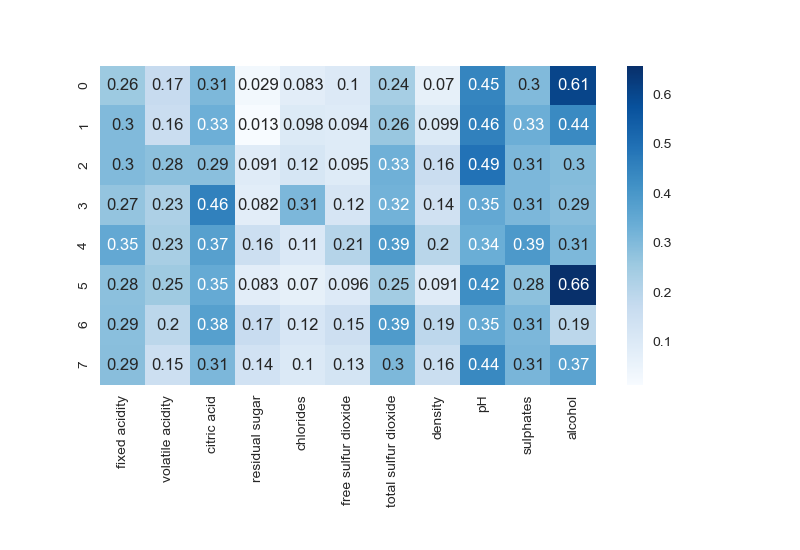 0 0.26 0.17 0.31 0.029 0.083 0.1 0.24 0.07 0.45 0.3 0.61
1 0.3 0.16 0.33 0.013 0.098 0.094 0.26 0.099 0.46 0.33 0.44
2 0.3 0.28 0.29 0.091 0.12 0.095 0.33 0.16 0.49 0.31 0.3
3 0.27 0.23 0.46 0.082 0.31 0.12 0.32 0.14 0.35 0.31 0.29
4 0.35 0.23 0.37 0.16 0.11 0.21 0.39 0.2 0.34 0.39 0.31
5 0.28 0.25 0.35 0.083 0.07 0.096 0.25 0.091 0.42 0.28 0.66
6 0.29 0.2 0.38 0.17 0.12 0.15 0.39 0.19 0.35 0.31 0.19
7 0.29 0.15 0.31 0.14 0.1 0.13 0.3 0.16 0.44 0.31 0.37
fixed acidity
volatile acidity
citric acid
residual sugar
chlorides
free sulfur dioxide
total sulfur dioxide
density
pH
sulphates
alcohol
0.6
0.5
0.4
0.3
0.2
0.1